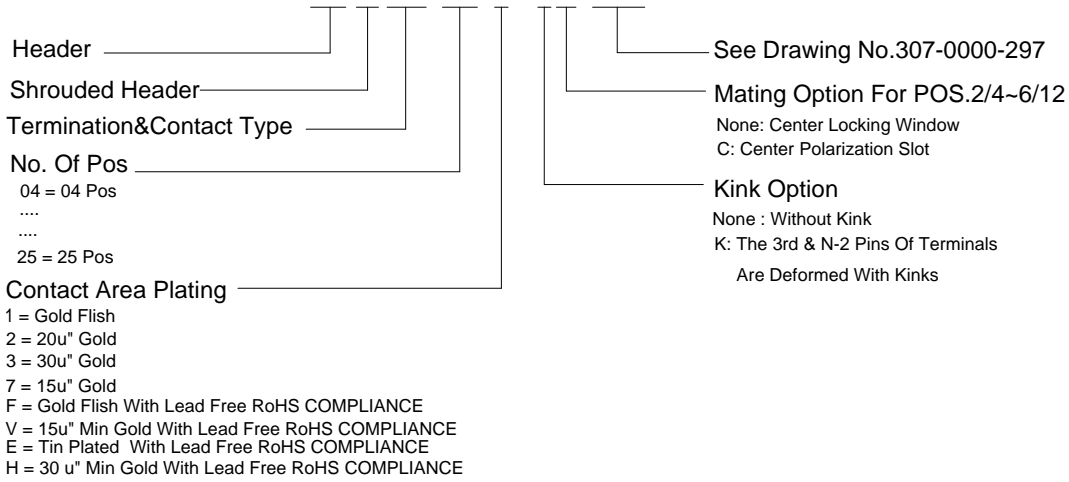 Header
Shrouded Header
Termination&Contact Type
No. Of Pos
04 = 04 Pos
....
....
25 = 25 Pos
Contact Area Plating
1 = Gold Flish
2 = 20u" Gold
3 = 30u" Gold
7 = 15u" Gold
F = Gold Flish With Lead Free RoHS COMPLIANCE
V = 15u" Min Gold With Lead Free RoHS COMPLIANCE
E = Tin Plated With Lead Free RoHS COMPLIANCE
H = 30 u" Min Gold With Lead Free RoHS COMPLIANCE
See Drawing No.307-0000-297
Mating Option For POS.2/4~6/12
None: Center Locking Window
C: Center Polarization Slot
Kink Option
None : Without Kink
K: The 3rd & N-2 Pins Of Terminals
Are Deformed With Kinks